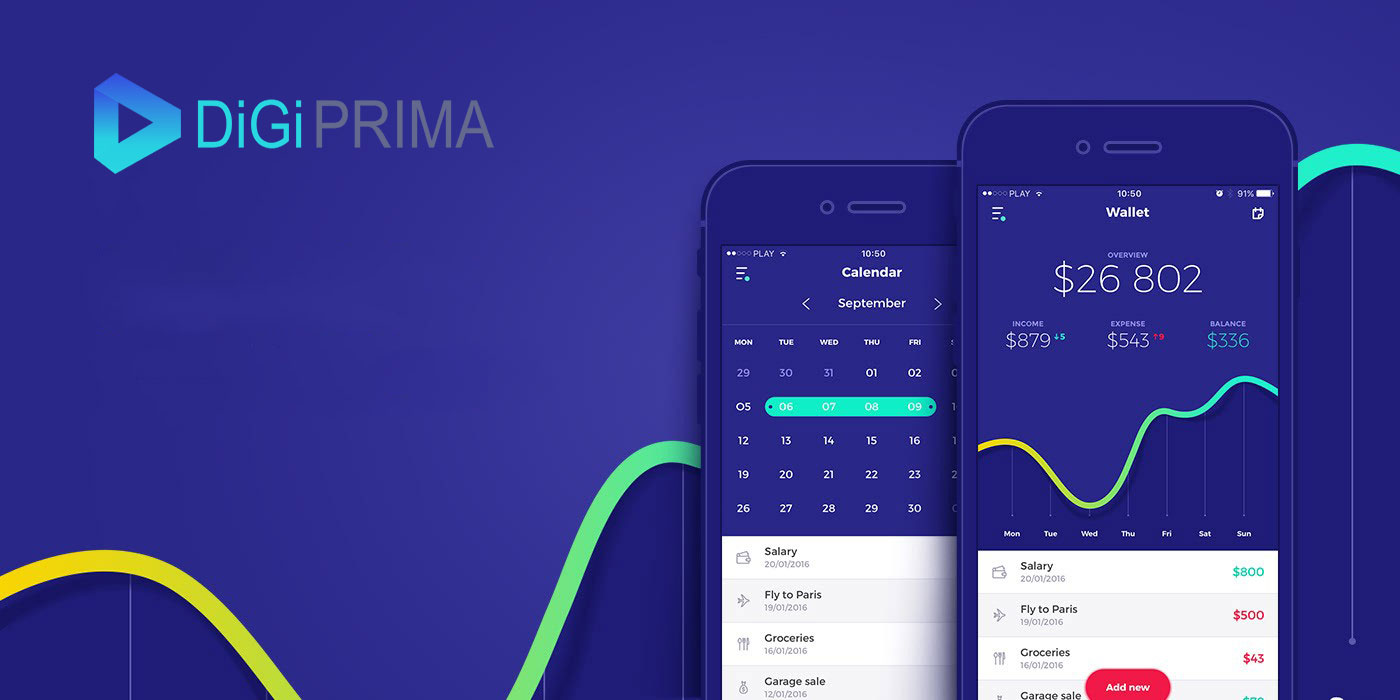 DiGiPRIMA
PLAY 10:50
Calendar
September
MON TUE WED THU FRI S
29 30 31 01 02
O5 06 07 08 09 1
12 13 14 15 16 1
19 20 21 22 23 2
26 27 28 29 30
Salary
20/01/2016
Fly to Paris
19/01/2016
Groceries
16/01/2016
Garage sale
12/01/2016
PLAY 10:50 91%
Wallet
OVERVIEW
$26 802
INCOME EXPENSE BALANCE
$879 5 $543 9 $336
Mon Tue Wed Thu Fri Sat Sun
Salary $800
20/01/2016
Fly to Paris $500
19/01/2016
Groceries $43
16/01/2016
Add new
Garage sale